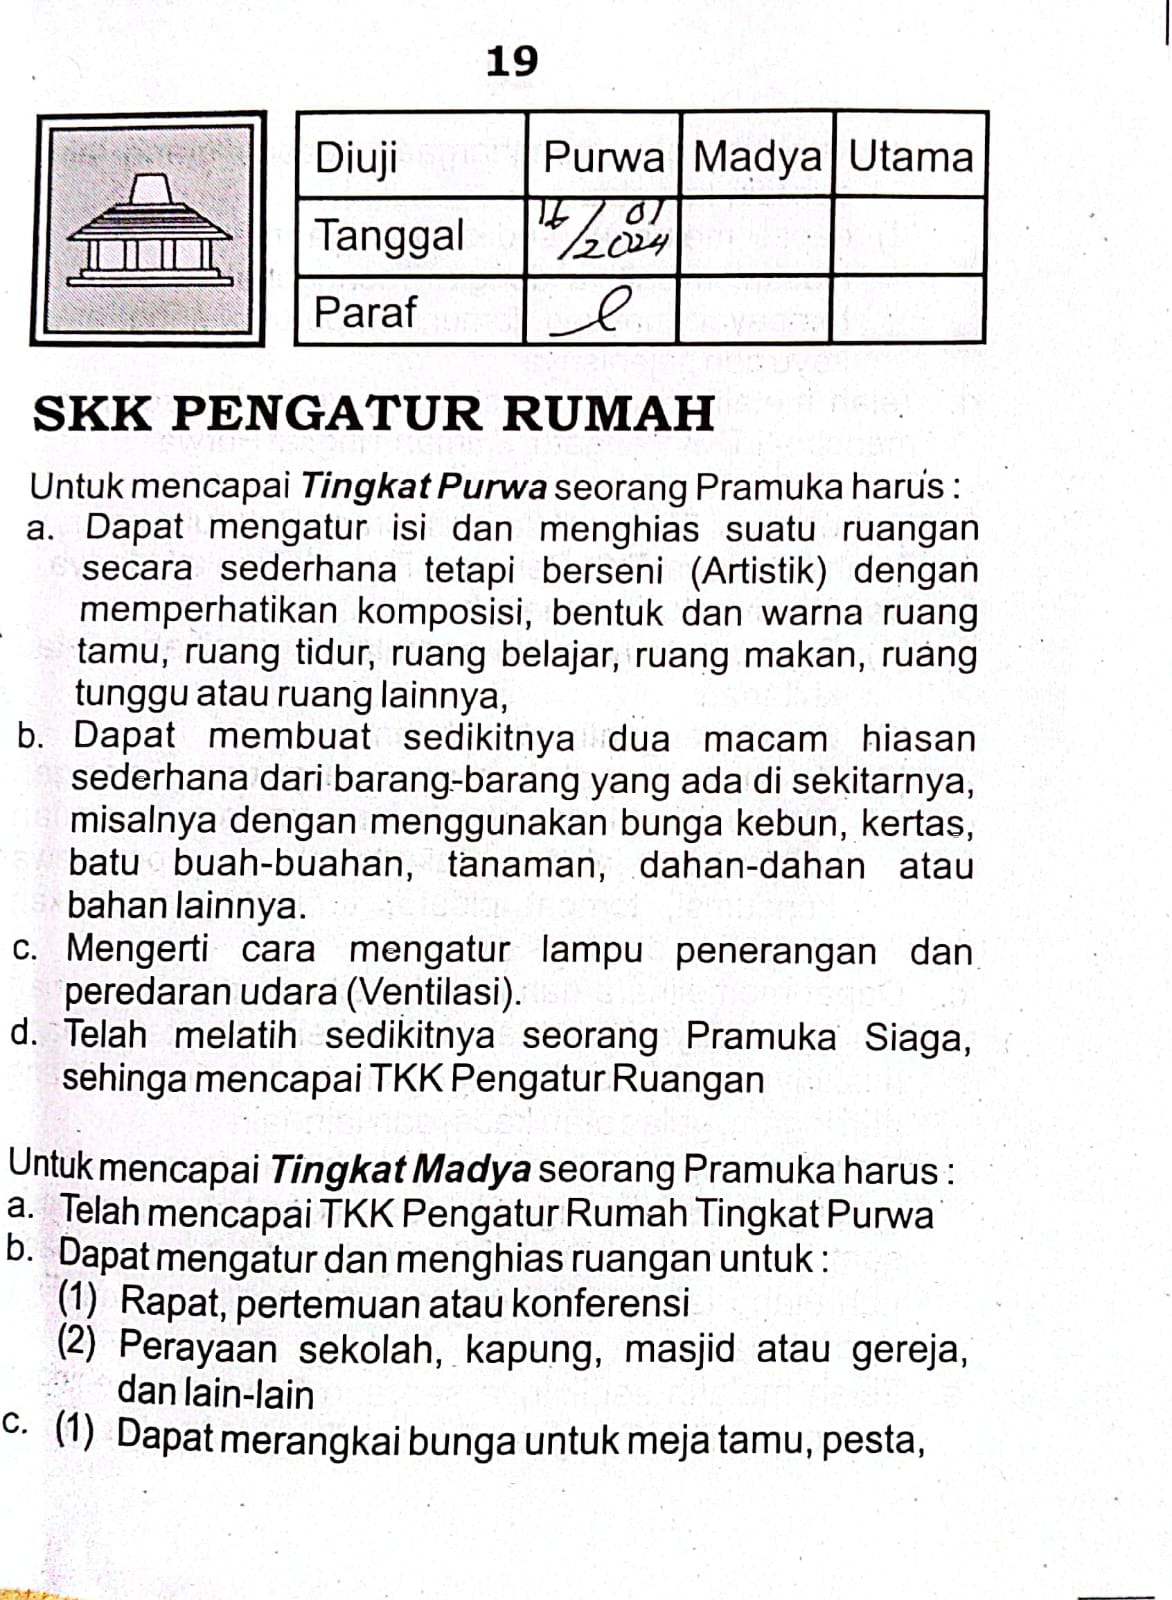 19
Diuji Purwa Madya Utama
Tanggal 16/01/2024
Paraf
SKK PENGATUR RUMAH
Untuk mencapai Tingkat Purwa seorang Pramuka harus :
a. Dapat mengatur isi dan menghias suatu ruangan
secara sederhana tetapi berseni (Artistik) dengan
memperhatikan komposisi, bentuk dan warna ruang
tamu, ruang tidur, ruang belajar, ruang makan, ruang
tunggu atau ruang lainnya,
b. Dapat membuat sedikitnya dua macam hiasan
sederhana dari barang-barang yang ada di sekitarnya,
misalnya dengan menggunakan bunga kebun, kertas,
batu buah-buahan, tanaman, dahan-dahan atau
bahan lainnya.
c. Mengerti cara mengatur lampu penerangan dan
peredaran udara (Ventilasi).
d. Telah melatih sedikitnya seorang Pramuka Siaga,
sehinga mencapai TKK Pengatur Ruangan
Untuk mencapai Tingkat Madya seorang Pramuka harus :
a. Telah mencapai TKK Pengatur Rumah Tingkat Purwa
b. Dapat mengatur dan menghias ruangan untuk :
(1) Rapat, pertemuan atau konferensi
(2) Perayaan sekolah, kapung, masjid atau gereja,
dan lain-lain
c. (1) Dapat merangkai bunga untuk meja tamu, pesta,